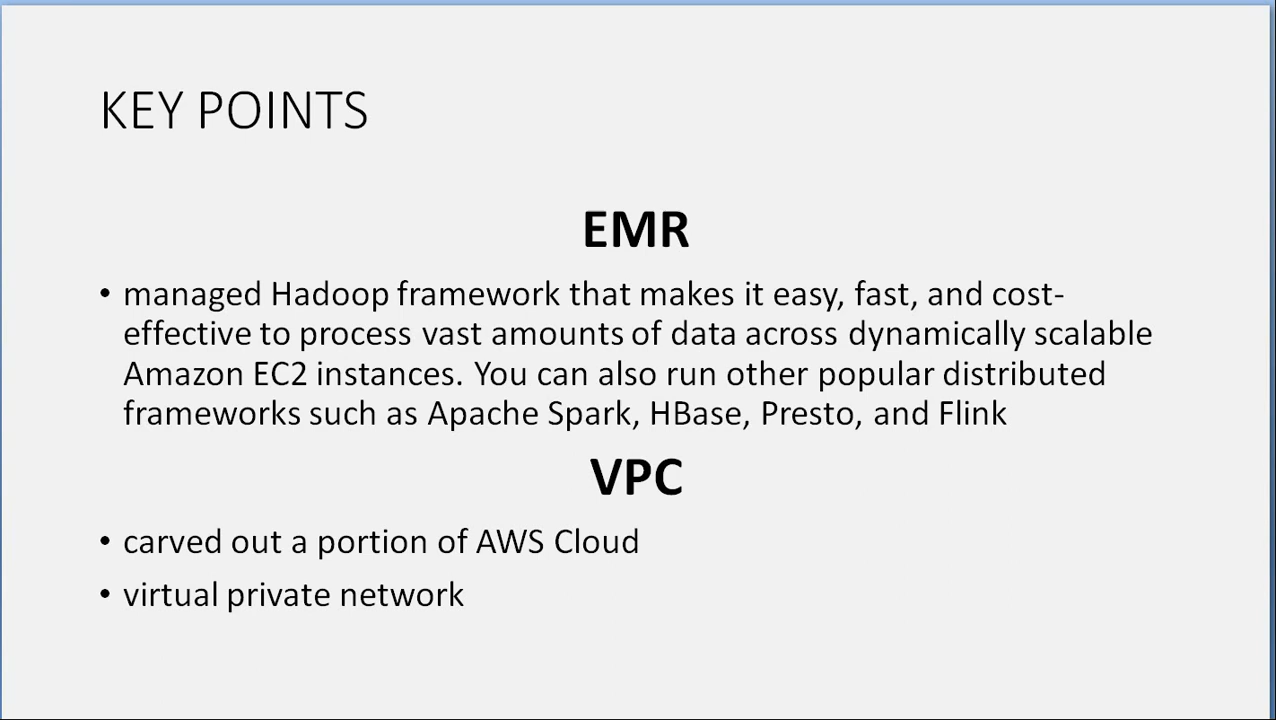 KEY POINTS
EMR
• managed Hadoop framework that makes it easy, fast, and cost-
effective to process vast amounts of data across dynamically scalable
Amazon EC2 instances. You can also run other popular distributed
frameworks such as Apache Spark, HBase, Presto, and Flink
VPC
• carved out a portion of AWS Cloud
• virtual private network